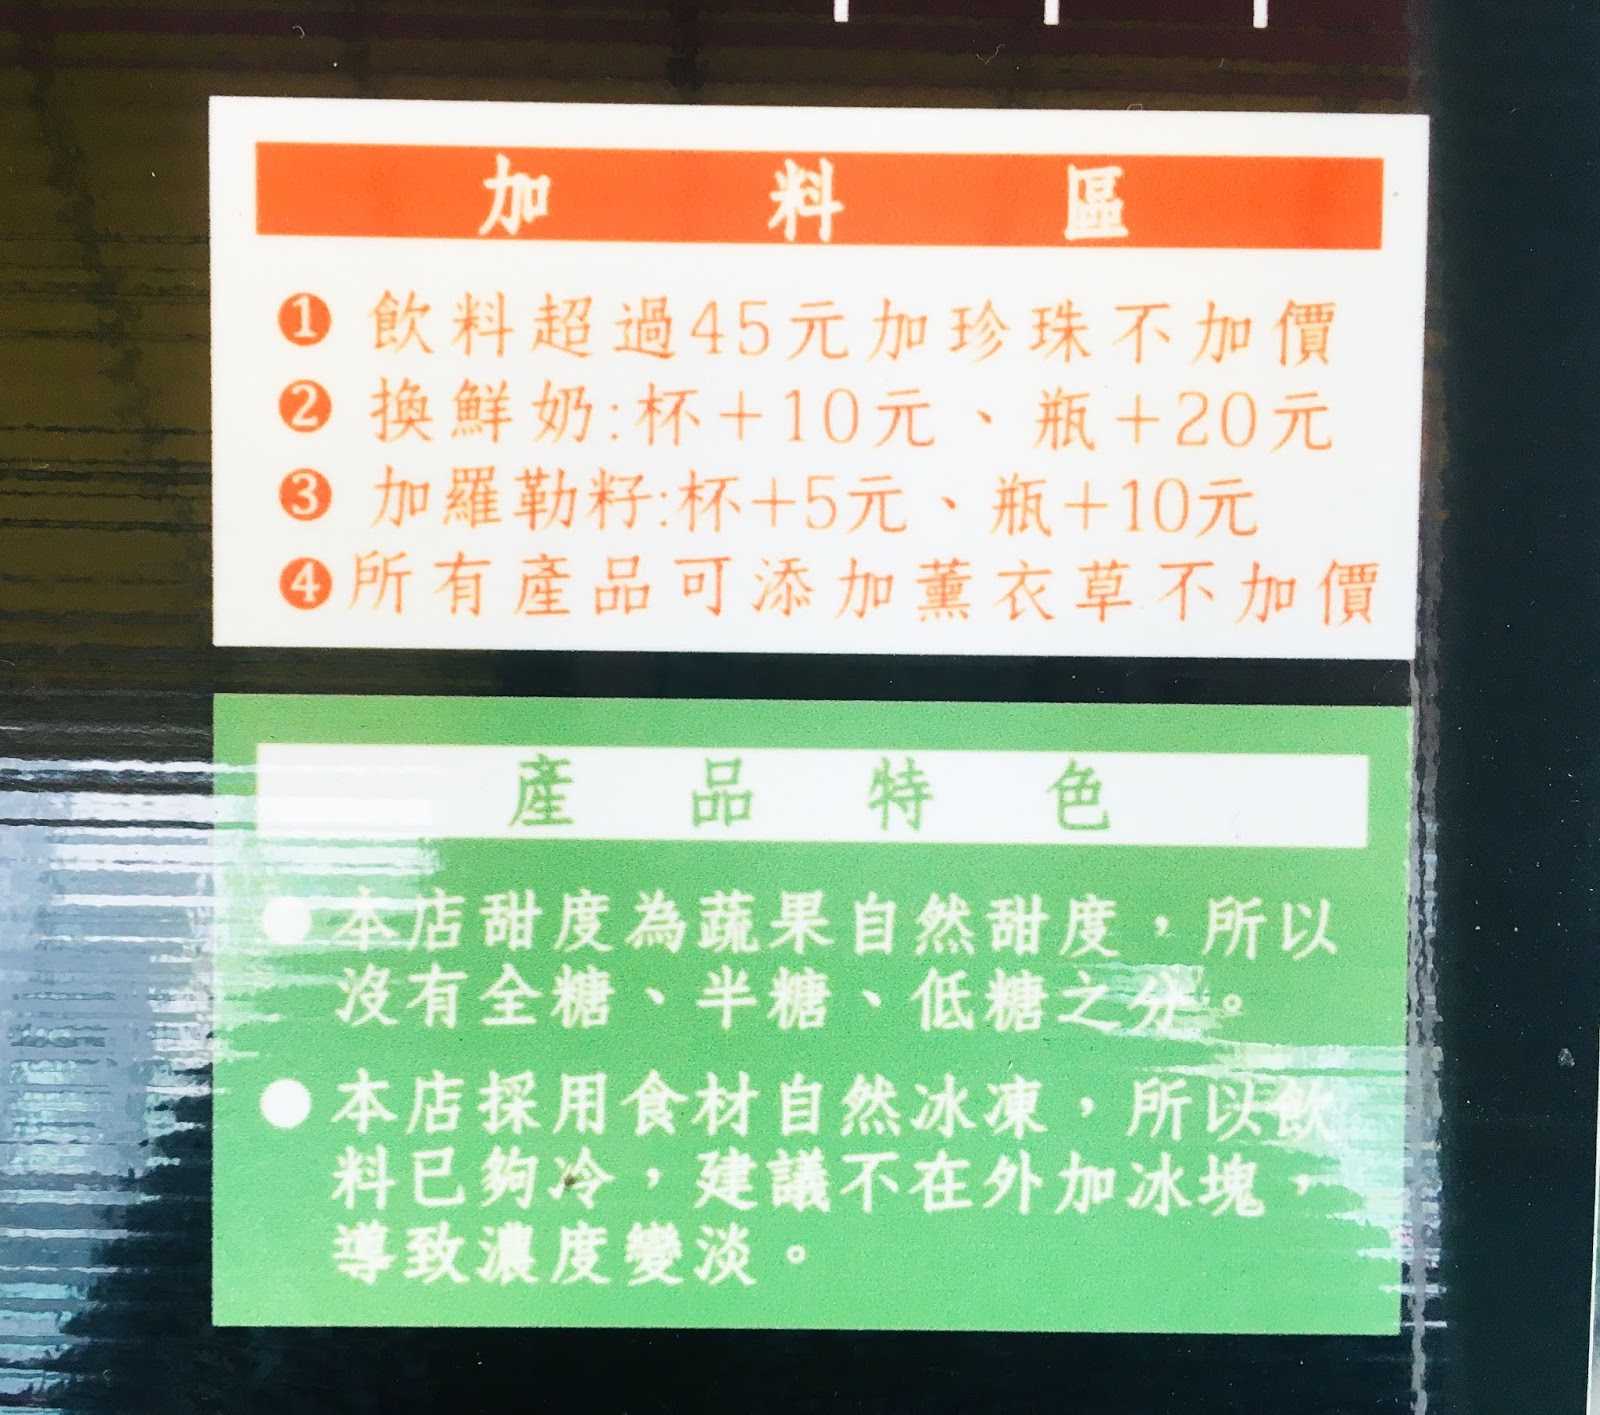 加料區
❶飲料超過45元加珍珠不加價
❷換鮮奶:杯+10元、瓶+20元
❸加羅勒籽:杯+5元、瓶+10元
❹所有產品可添加薰衣草不加價
產品特色
●本店甜度為蔬果自然甜度，所以
沒有全糖、半糖、低糖之分。
●本店採用食材自然冰凍，所以飲
料已夠冷，建議不在外加冰塊，
導致濃度變淡。